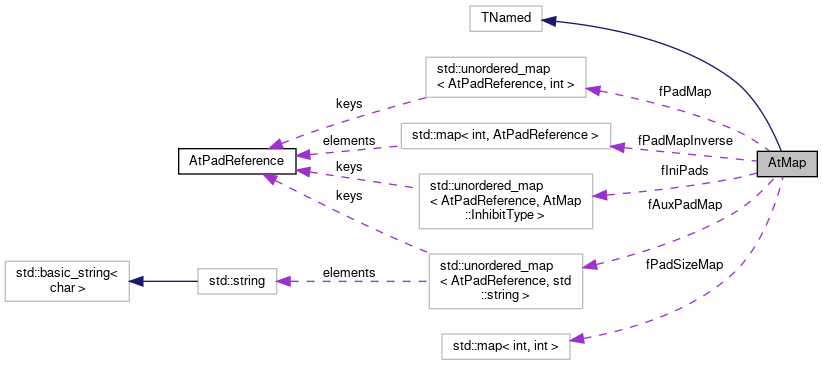 TNamed
std::unordered_map
< AtPadReference, int >
fPadMap
keys
std::map< int, AtPadReference >
elements
fPadMapInverse
AtPadReference
AtMap
keys
fIniPads
std::unordered_map
< AtPadReference, AtMap
::InhibitType >
keys
fAuxPadMap
std::basic_string<
char >
std::string
elements
std::unordered_map
< AtPadReference, std
::string >
fPadSizeMap
std::map< int, int >